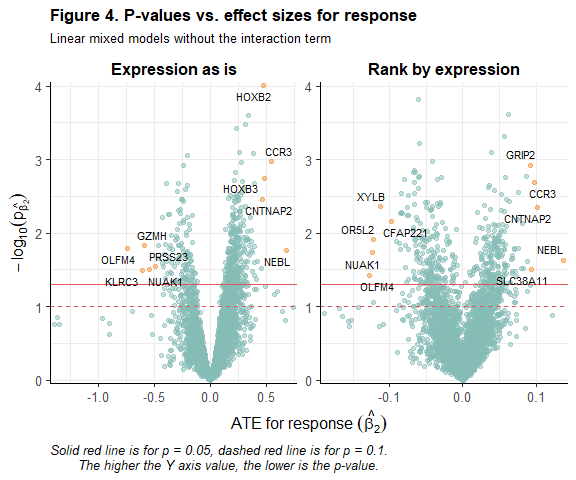 Figure 4. P-values vs. effect sizes for response
Linear mixed models without the interaction term
Expression as is
Rank by expression
−log₁₀(p_β̂₂)
4
3
2
1
0
HOXB2
CCR3
HOXB3
CNTNAP2
GZMH
OLFM4
PRSS23
NEBL
KLRC3
NUAK1
-1.0
-0.5
0.0
0.5
4
3
2
1
0
GRIP2
XYLB
CCR3
CNTNAP2
OR5L2
CFAP221
NEBL
NUAK1
SLC38A11
OLFM4
-0.1
0.0
0.1
ATE for response (β̂₂)
Solid red line is for p = 0.05, dashed red line is for p = 0.1.
The higher the Y axis value, the lower is the p-value.